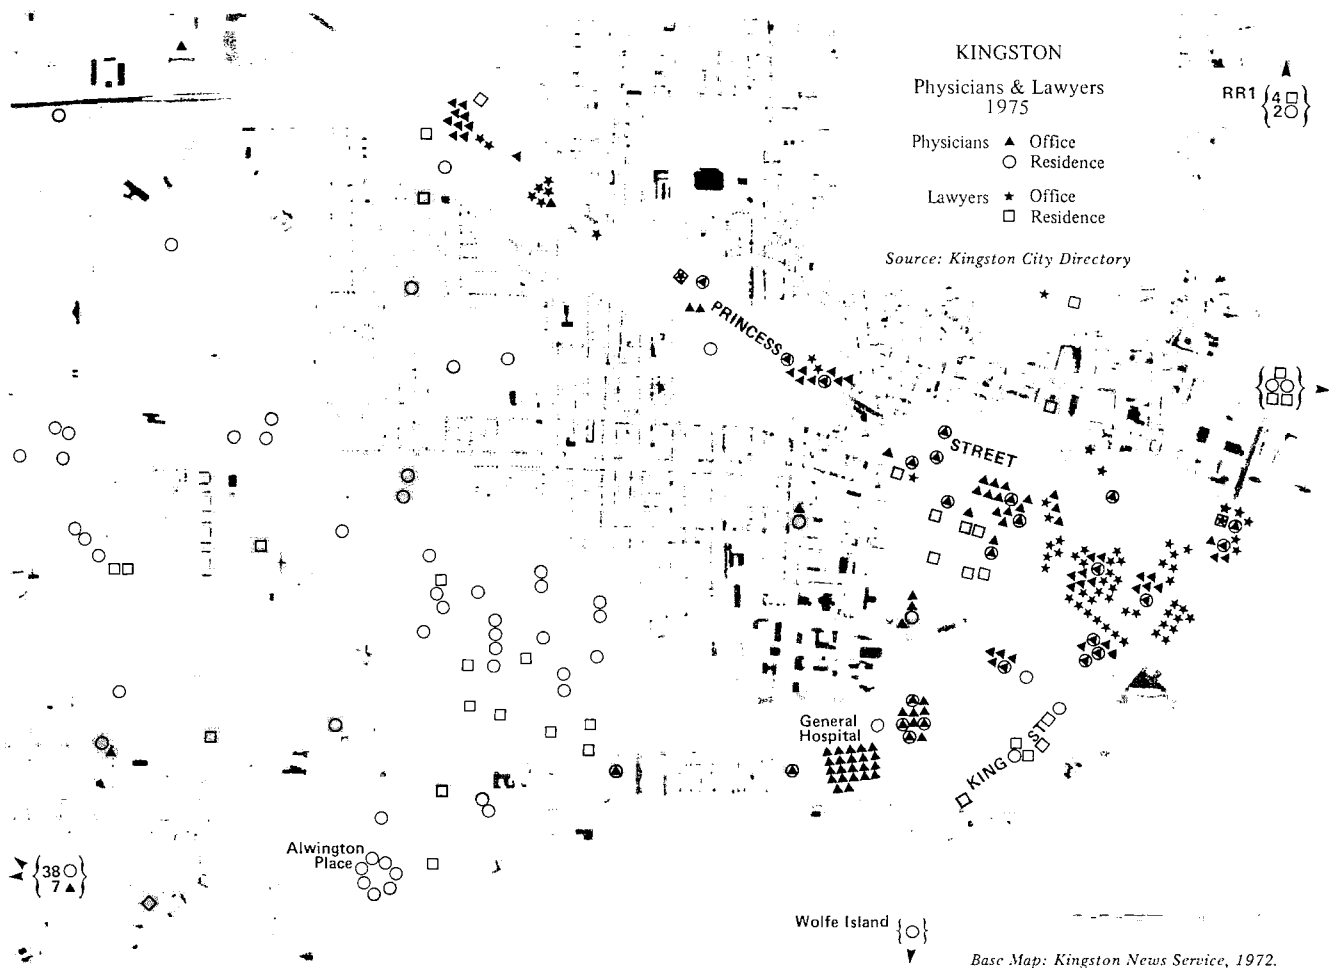 KINGSTON
Physicians & Lawyers
1975
Physicians ▲ Office
○ Residence
Lawyers ★ Office
□ Residence
Source: Kingston City Directory
RR1 {4 □
2 ○}
PRINCESS
STREET
General
Hospital
KING ST
Alwington
Place
{38 ○
7 ▲}
Wolfe Island {○}
Base Map: Kingston News Service, 1972.